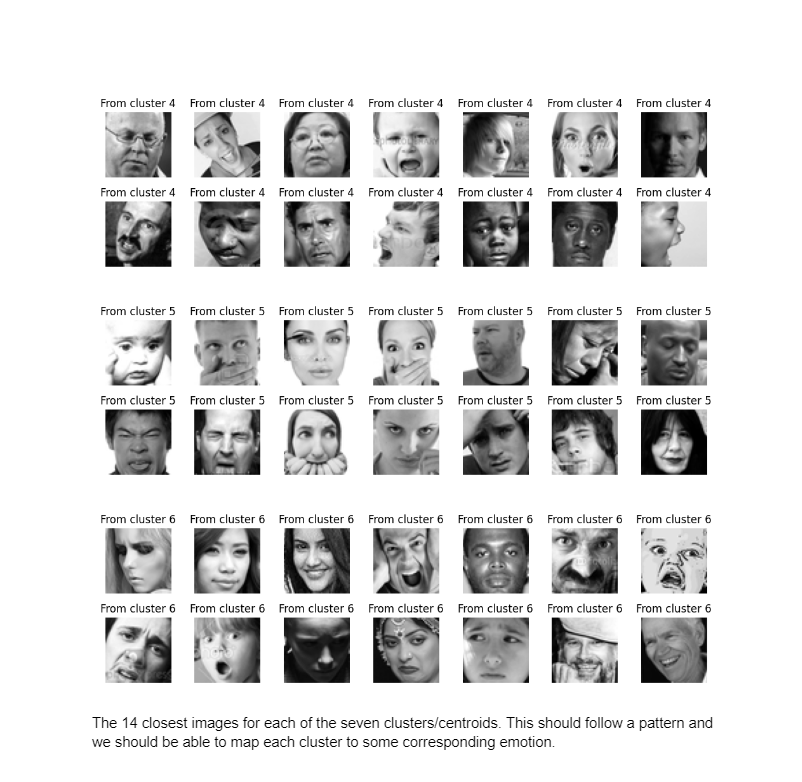 From cluster 4 From cluster 4 From cluster 4 From cluster 4 From cluster 4 From cluster 4 From cluster 4
From cluster 4 From cluster 4 From cluster 4 From cluster 4 From cluster 4 From cluster 4 From cluster 4
From cluster 5 From cluster 5 From cluster 5 From cluster 5 From cluster 5 From cluster 5 From cluster 5
From cluster 5 From cluster 5 From cluster 5 From cluster 5 From cluster 5 From cluster 5 From cluster 5
From cluster 6 From cluster 6 From cluster 6 From cluster 6 From cluster 6 From cluster 6 From cluster 6
From cluster 6 From cluster 6 From cluster 6 From cluster 6 From cluster 6 From cluster 6 From cluster 6
The 14 closest images for each of the seven clusters/centroids. This should follow a pattern and
we should be able to map each cluster to some corresponding emotion.